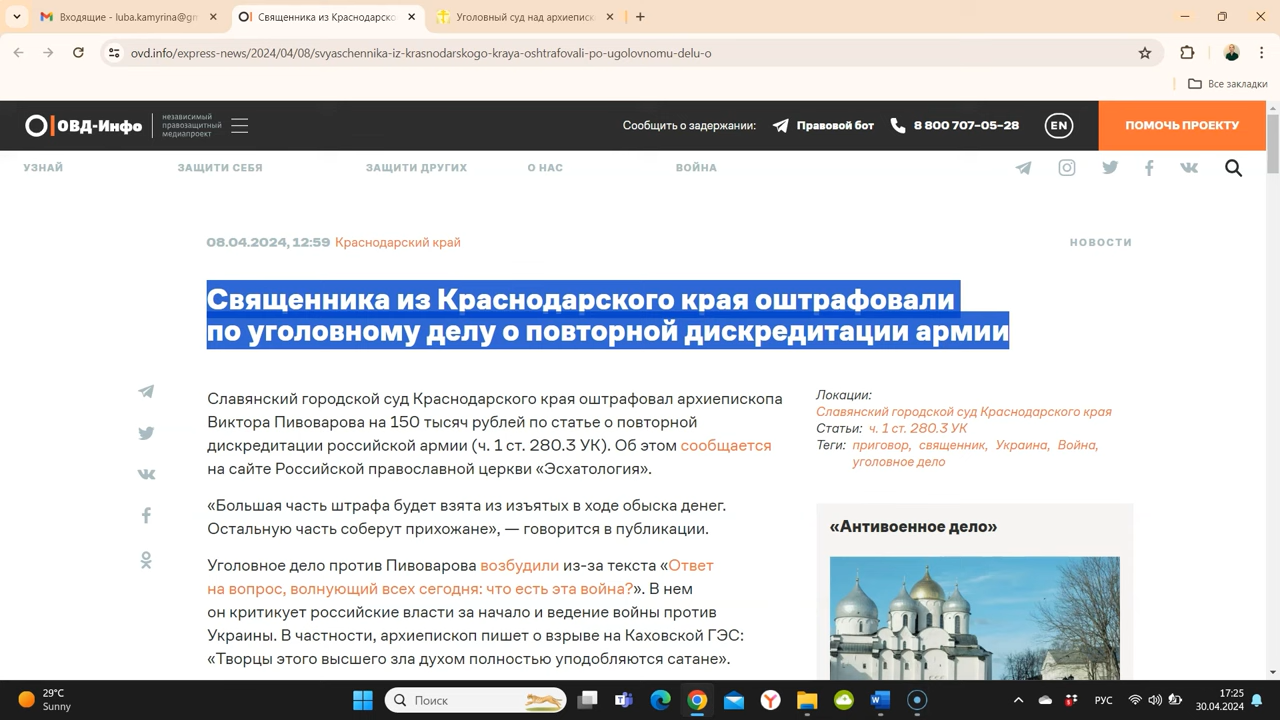 Входящие - luba.kamyrina@gm
Священника из Краснодарско
Уголовный суд над архиеписк
ovd.info/express-news/2024/04/08/svyaschennika-iz-krasnodarskogo-kraya-oshtrafovali-po-ugolovnomu-delu-o
Все закладки
ОВД-Инфо
независимый
правозащитный
медиапроект
Сообщить о задержании:
Правовой бот
8 800 707-05-28
EN
ПОМОЧЬ ПРОЕКТУ
УЗНАЙ
ЗАЩИТИ СЕБЯ
ЗАЩИТИ ДРУГИХ
О НАС
ВОЙНА
08.04.2024, 12:59 Краснодарский край
НОВОСТИ
Священника из Краснодарского края оштрафовали
по уголовному делу о повторной дискредитации армии
Славянский городской суд Краснодарского края оштрафовал архиепископа
Виктора Пивоварова на 150 тысяч рублей по статье о повторной
дискредитации российской армии (ч. 1 ст. 280.3 УК). Об этом сообщается
на сайте Российской православной церкви «Эсхатология».
«Большая часть штрафа будет взята из изъятых в ходе обыска денег.
Остальную часть соберут прихожане», — говорится в публикации.
Уголовное дело против Пивоварова возбудили из-за текста «Ответ
на вопрос, волнующий всех сегодня: что есть эта война?». В нем
он критикует российские власти за начало и ведение войны против
Украины. В частности, архиепископ пишет о взрыве на Каховской ГЭС:
«Творцы этого высшего зла духом полностью уподобляются сатане».
Локации:
Славянский городской суд Краснодарского края
Статьи: ч. 1 ст. 280.3 УК
Теги: приговор, священник, Украина, Война,
уголовное дело
«Антивоенное дело»
29°C
Sunny
Поиск
РУС
17:25
30.04.2024